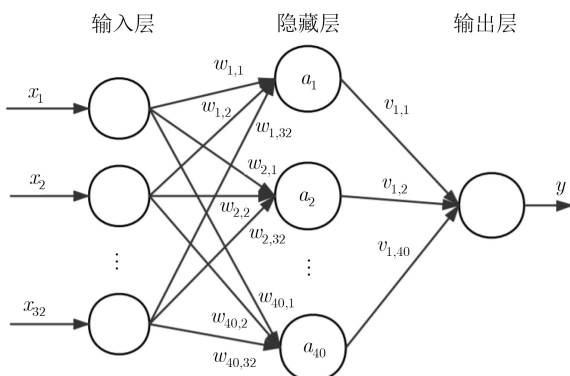 输入层 隐藏层 输出层
x₁ w₁,₁ a₁
w₁,₂
w₁,₃₂ v₁,₁
w₂,₁
x₂ w₂,₂ a₂ v₁,₂ y
w₂,₃₂
⋮ ⋮ v₁,₄₀
w₄₀,₁
x₃₂ w₄₀,₂ a₄₀
w₄₀,₃₂